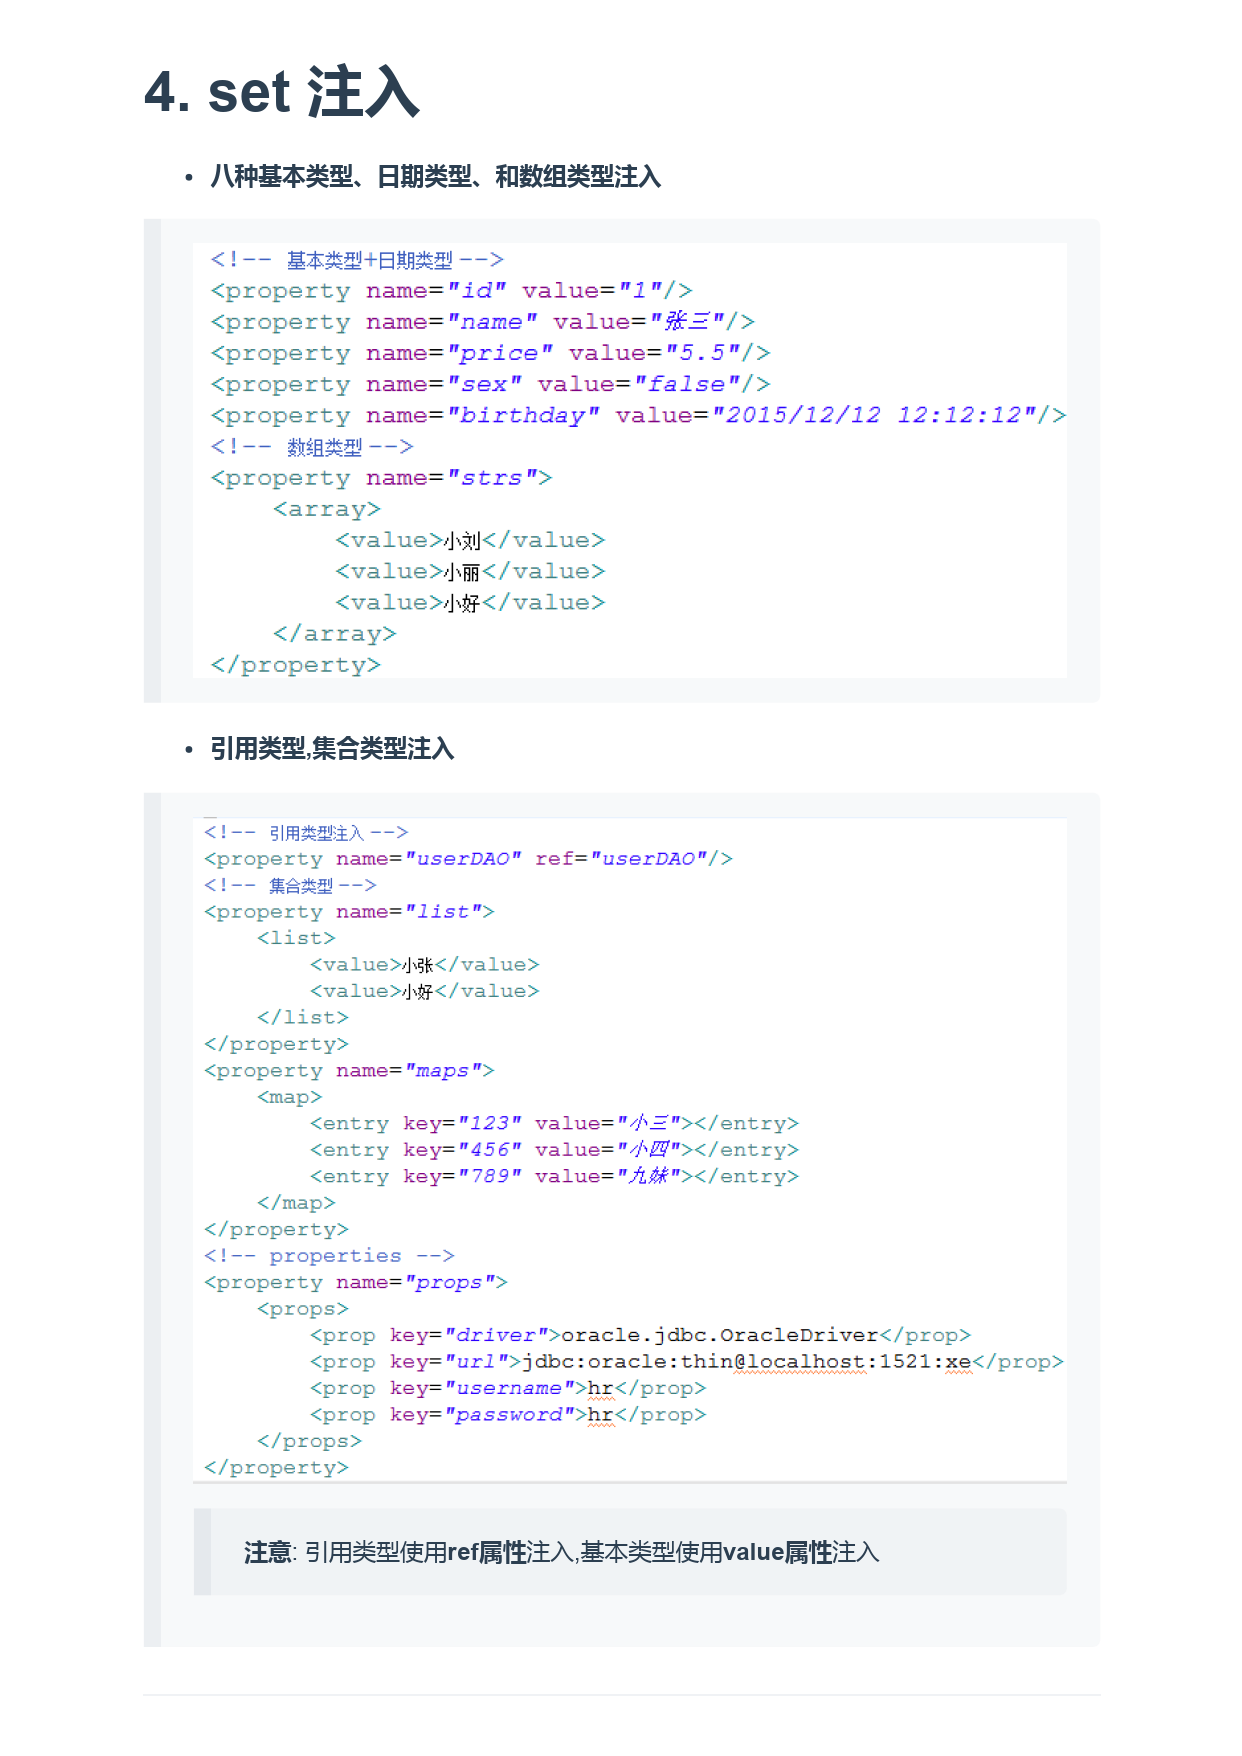 4. set 注入
• 八种基本类型、日期类型、和数组类型注入
<!-- 基本类型+日期类型 -->
<property name="id" value="1"/>
<property name="name" value="张三"/>
<property name="price" value="5.5"/>
<property name="sex" value="false"/>
<property name="birthday" value="2015/12/12 12:12:12"/>
<!-- 数组类型 -->
<property name="strs">
    <array>
        <value>小刘</value>
        <value>小丽</value>
        <value>小好</value>
    </array>
</property>
• 引用类型,集合类型注入
<!-- 引用类型注入 -->
<property name="userDAO" ref="userDAO"/>
<!-- 集合类型 -->
<property name="list">
    <list>
        <value>小张</value>
        <value>小好</value>
    </list>
</property>
<property name="maps">
    <map>
        <entry key="123" value="小三"></entry>
        <entry key="456" value="小四"></entry>
        <entry key="789" value="九妹"></entry>
    </map>
</property>
<!-- properties -->
<property name="props">
    <props>
        <prop key="driver">oracle.jdbc.OracleDriver</prop>
        <prop key="url">jdbc:oracle:thin@localhost:1521:xe</prop>
        <prop key="username">hr</prop>
        <prop key="password">hr</prop>
    </props>
</property>
注意: 引用类型使用ref属性注入,基本类型使用value属性注入